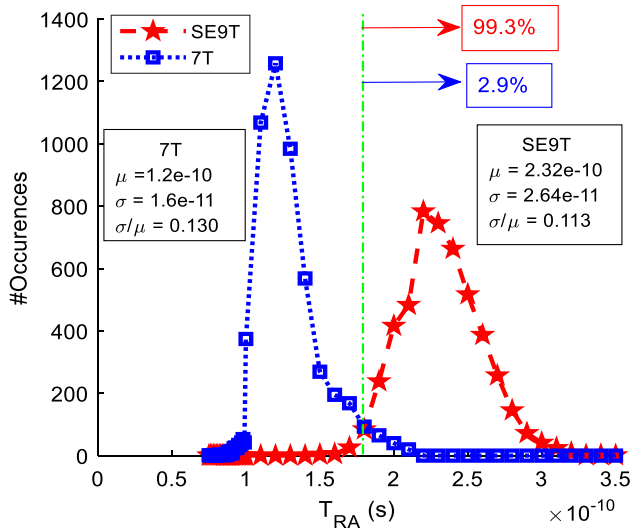 1400
1200
1000
800
600
400
200
0
#Occurences
SE9T
7T
99.3%
2.9%
7T
μ =1.2e-10
σ = 1.6e-11
σ/μ = 0.130
SE9T
μ = 2.32e-10
σ = 2.64e-11
σ/μ = 0.113
0 0.5 1 1.5 2 2.5 3 3.5
T_RA (s)
×10^-10